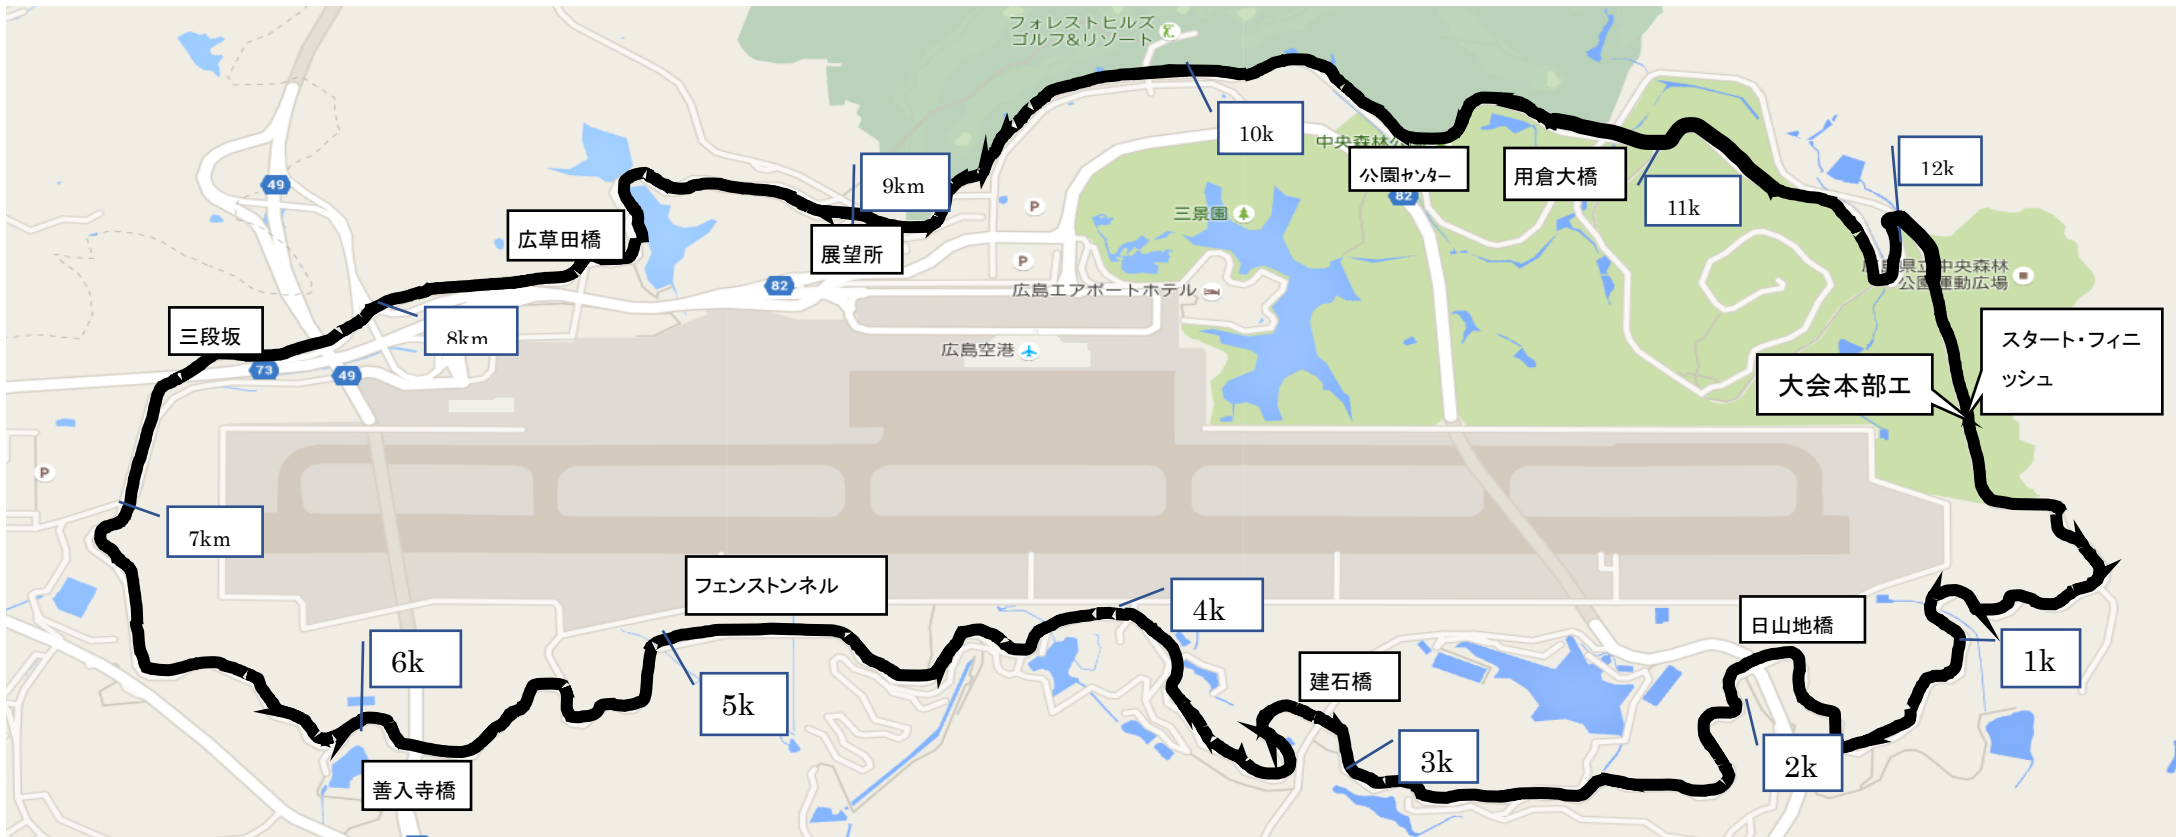 フォレストヒルズ
ゴルフ&リゾート
49
広草田橋
9km
展望所
10k
中央森林公
公園センター
82
三景園
用倉大橋
11k
12k
県立中央森林
公園運動広場
P
P
広島エアポートホテル
82
広島空港
三段坂
8km
73
49
スタート・フィニ
ッシュ
大会本部エ
P
7km
フェンストンネル
4k
日山地橋
1k
6k
5k
建石橋
3k
2k
善入寺橋